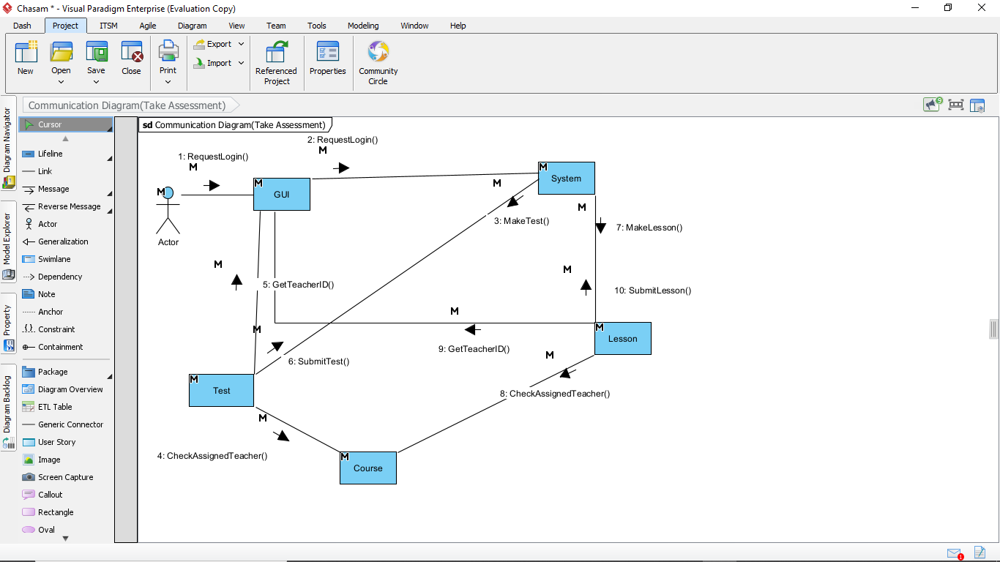 Chasam * - Visual Paradigm Enterprise (Evaluation Copy)
Dash Project ITSM Agile Diagram View Team Tools Modeling Window Help
New
Open
Save
Close
Print
Export
Import
Referenced
Project
Properties
Community
Circle
Communication Diagram(Take Assessment)
9
Diagram Navigator
Model Explorer
Property
Diagram Backlog
Cursor
Lifeline
Link
Message
Reverse Message
Actor
Generalization
Swimlane
Dependency
Note
Anchor
Constraint
Containment
Package
Diagram Overview
ETL Table
Generic Connector
User Story
Image
Screen Capture
Callout
Rectangle
Oval
sd Communication Diagram(Take Assessment)
2: RequestLogin()
M
1: RequestLogin()
M
M
Actor
M
GUI
M
System
M
3: MakeTest()
M
7: MakeLesson()
M
5: GetTeacherID()
M
10: SubmitLesson()
M
9: GetTeacherID()
M
6: SubmitTest()
M
Lesson
M
8: CheckAssignedTeacher()
M
Test
M
4: CheckAssignedTeacher()
M
Course
1